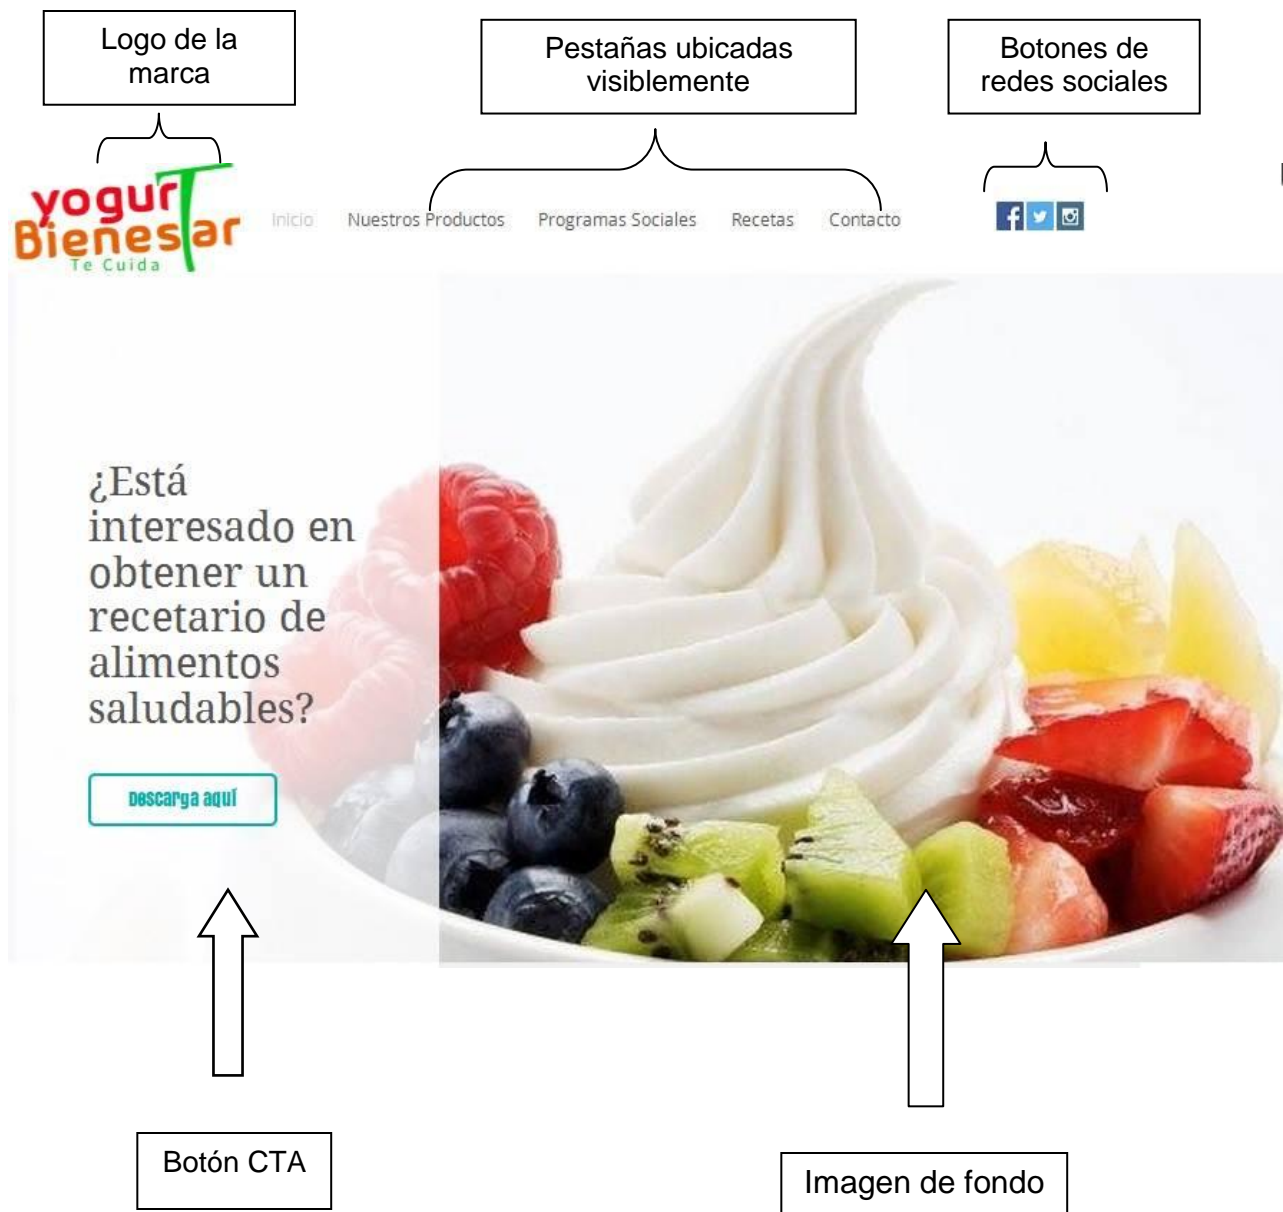 Logo de la
marca
Pestañas ubicadas
visiblemente
Botones de
redes sociales
yogurT
Bienestar
Te Cuida
Inicio
Nuestros Productos
Programas Sociales
Recetas
Contacto
¿Está
interesado en
obtener un
recetario de
alimentos
saludables?
Descarga aquí
Botón CTA
Imagen de fondo